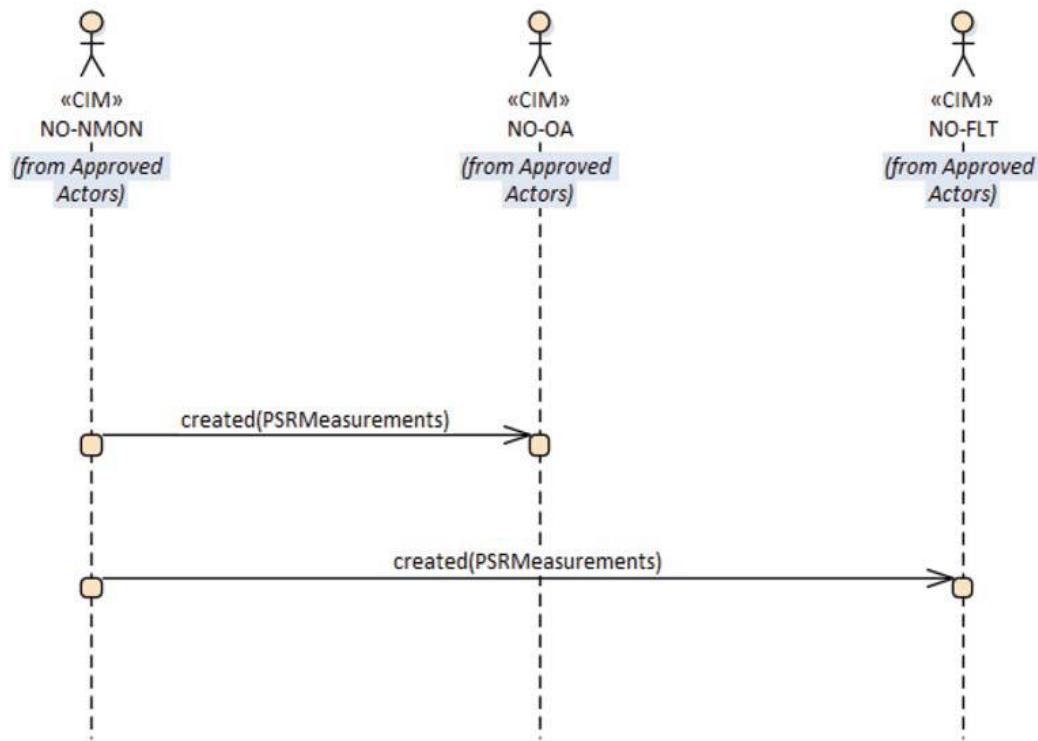 «CIM»
NO-NMON
(from Approved
Actors)
«CIM»
NO-OA
(from Approved
Actors)
«CIM»
NO-FLT
(from Approved
Actors)
created(PSRMeasurements)
created(PSRMeasurements)